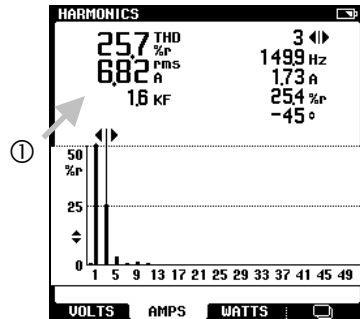 HARMONICS
25,7 THD %r
6,82 rms A
1,6 KF
3
149,9 Hz
1,73 A
25,4 %r
-45 °
①
50
%r
25
0
1 5 9 13 17 21 25 29 33 37 41 45 49
VOLTS AMPS WATTS